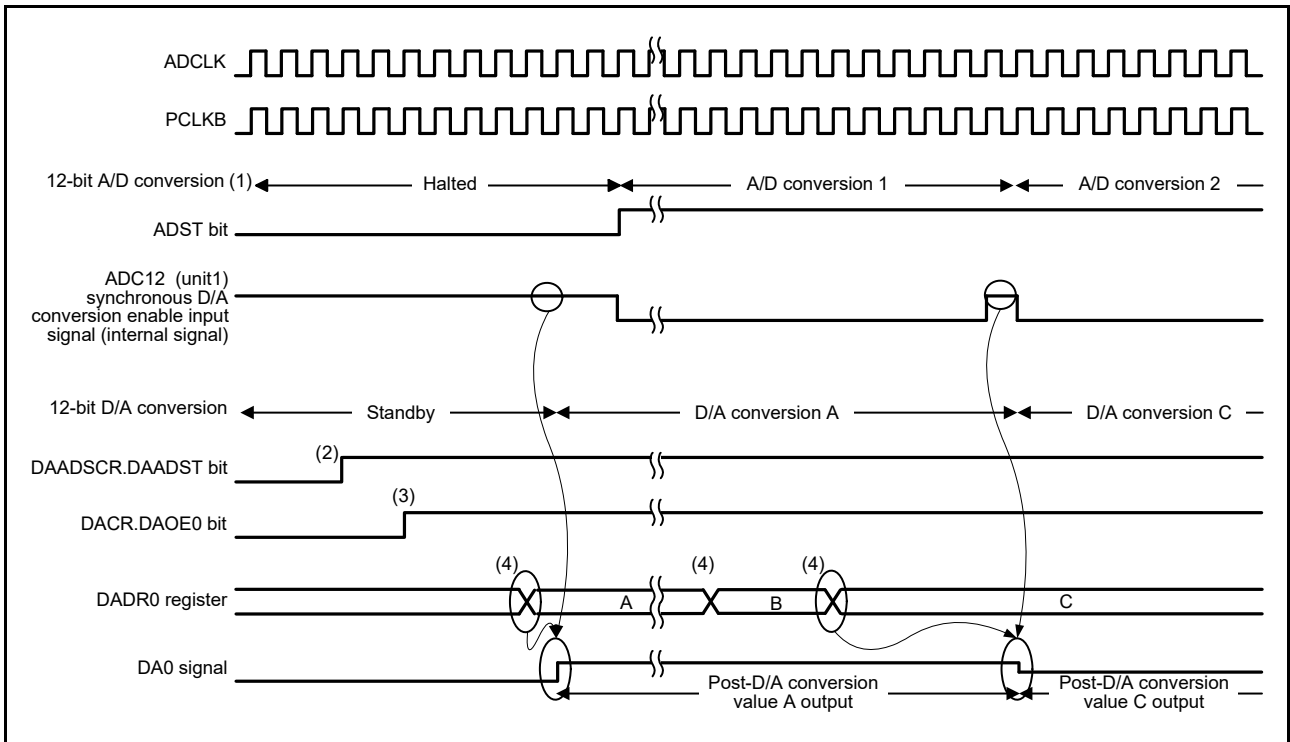 ADCLK
PCLKB
12-bit A/D conversion (1)
Halted
A/D conversion 1
A/D conversion 2
ADST bit
ADC12 (unit1)
synchronous D/A
conversion enable input
signal (internal signal)
12-bit D/A conversion
Standby
D/A conversion A
D/A conversion C
(2)
DAADSCR.DAADST bit
(3)
DACR.DAOE0 bit
(4)
(4)
(4)
DADR0 register
A
B
C
DA0 signal
Post-D/A conversion
value A output
Post-D/A conversion
value C output